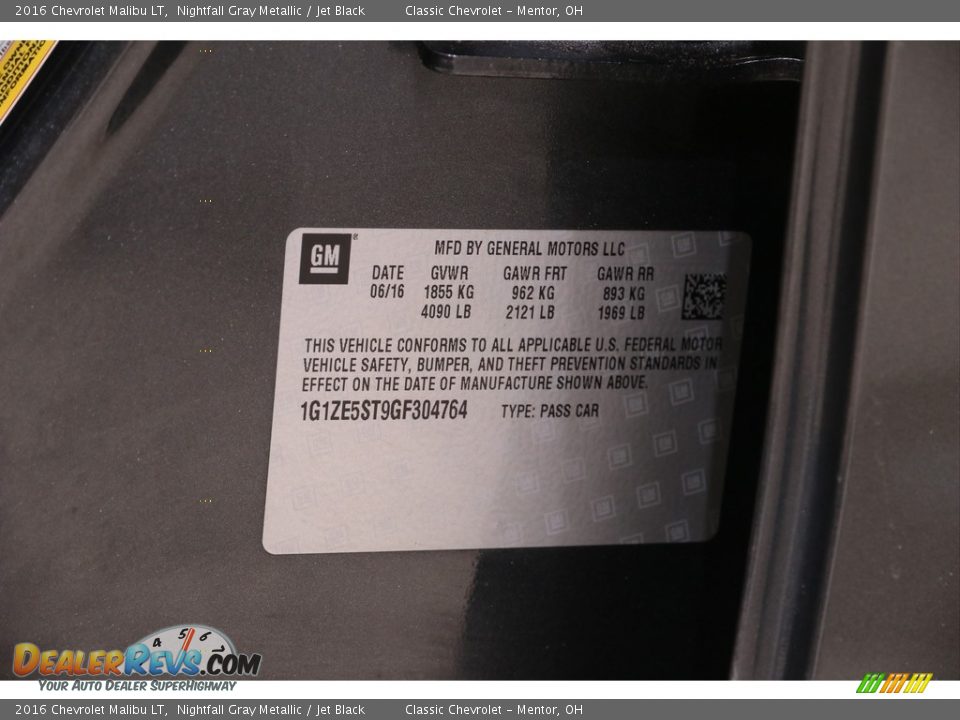 2016 Chevrolet Malibu LT,  Nightfall Gray Metallic / Jet Black          Classic Chevrolet - Mentor, OH
INFORMATION
GM®
MFD BY GENERAL MOTORS LLC
DATE GVWR GAWR FRT GAWR RR
06/16 1855 KG 962 KG 893 KG
4090 LB 2121 LB 1969 LB
THIS VEHICLE CONFORMS TO ALL APPLICABLE U.S. FEDERAL MOTOR
VEHICLE SAFETY, BUMPER, AND THEFT PREVENTION STANDARDS IN
EFFECT ON THE DATE OF MANUFACTURE SHOWN ABOVE.
1G1ZE5ST9GF304764 TYPE: PASS CAR
4 5 6
DealerRevs.com
Your Auto Dealer SuperHighway
2016 Chevrolet Malibu LT,  Nightfall Gray Metallic / Jet Black          Classic Chevrolet - Mentor, OH